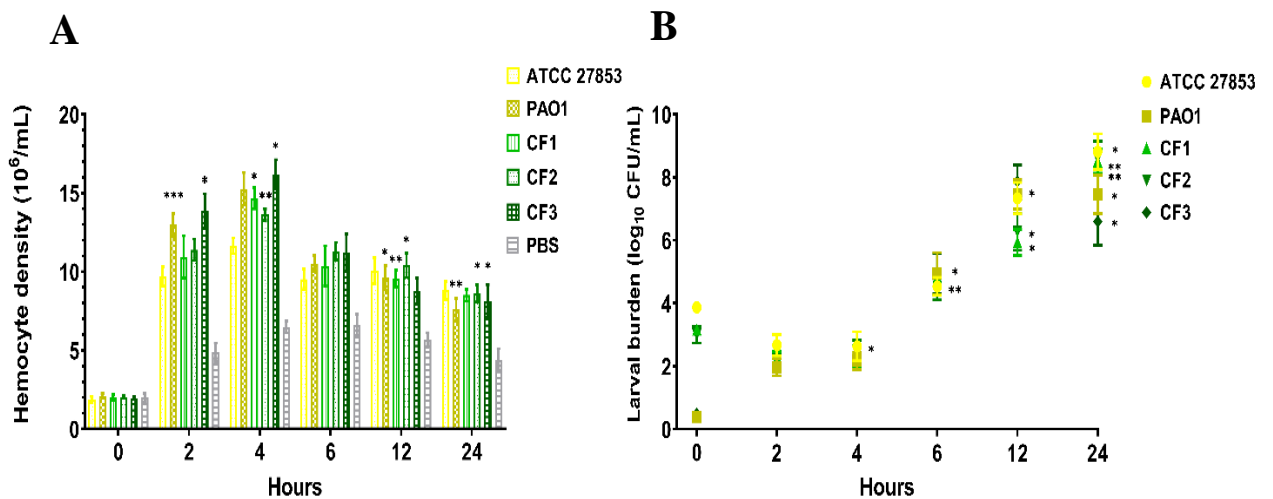 A
Hemocyte density (10⁶/mL)
20
15
10
5
0
*** *
* ** *
* ** *
** * *
0 2 4 6 12 24
Hours
ATCC 27853
PAO1
CF1
CF2
CF3
PBS
B
Larval burden (log₁₀ CFU/mL)
10
8
6
4
2
0
*
*
**
*
*
*
*
**
**
*
*
0 2 4 6 12 24
Hours
ATCC 27853
PAO1
CF1
CF2
CF3